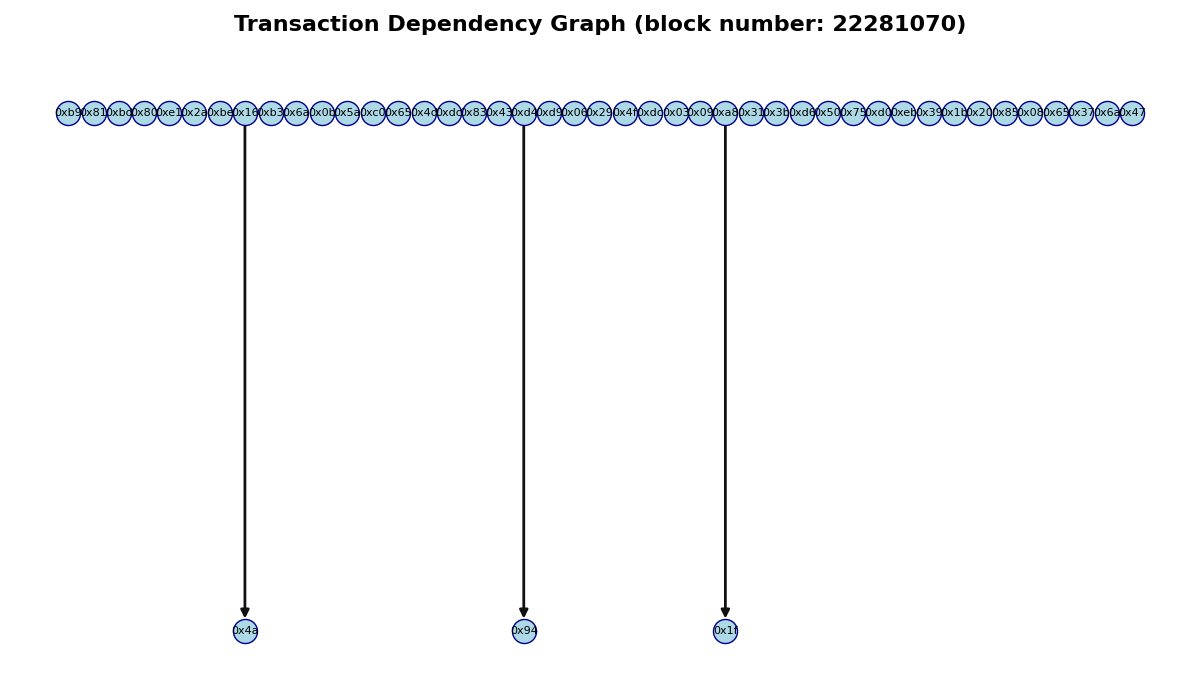 Transaction Dependency Graph (block number: 22281070)
0xb9 0x81 0xbc 0x80 0xe1 0x2a 0xbe 0x16 0xb3 0x6a 0x0b 0x5a 0xc0 0x65 0x4d 0xdc 0x83 0x43 0xd4 0xd9 0x06 0x29 0x4f 0xdc 0x03 0x09 0xa8 0x31 0x3b 0xd6 0x50 0x75 0xd0 0xeb 0x39 0x1b 0x20 0x85 0x08 0x65 0x37 0x6a 0x47
0x4a 0x94 0x1f